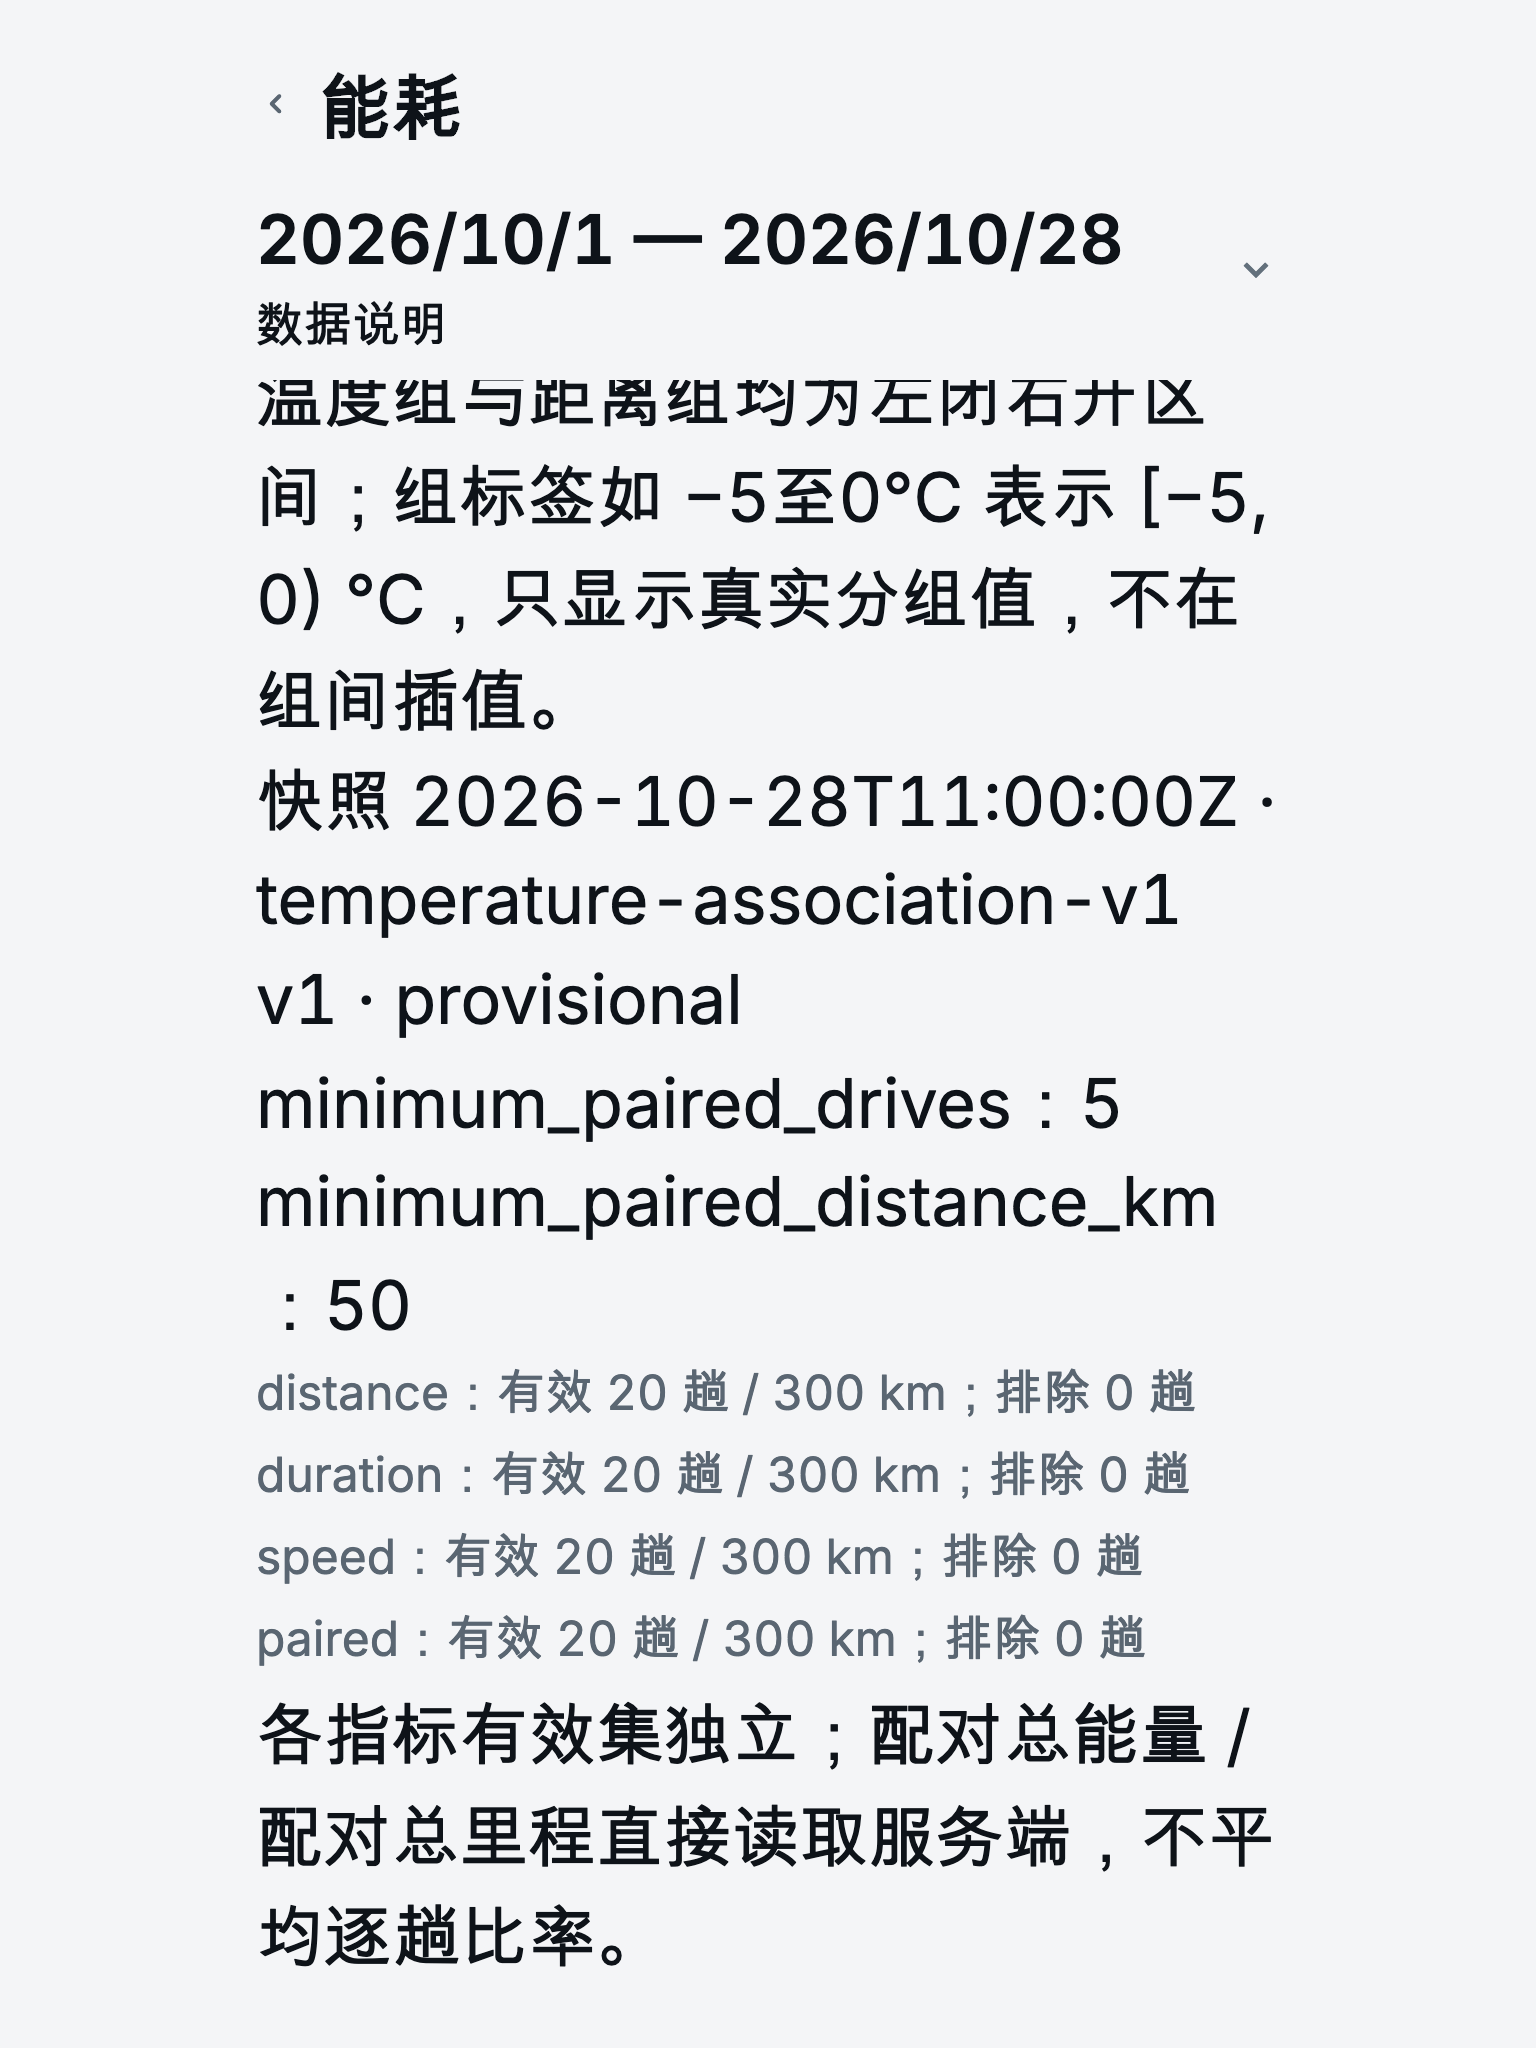 能耗
2026/10/1 — 2026/10/28
数据说明
温度组与距离组均为左闭右开区
间；组标签如 −5至0°C 表示 [−5,
0) °C，只显示真实分组值，不在
组间插值。
快照 2026-10-28T11:00:00Z ·
temperature-association-v1
v1 · provisional
minimum_paired_drives：5
minimum_paired_distance_km
：50
distance：有效 20 趟 / 300 km；排除 0 趟
duration：有效 20 趟 / 300 km；排除 0 趟
speed：有效 20 趟 / 300 km；排除 0 趟
paired：有效 20 趟 / 300 km；排除 0 趟
各指标有效集独立；配对总能量 /
配对总里程直接读取服务端，不平
均逐趟比率。